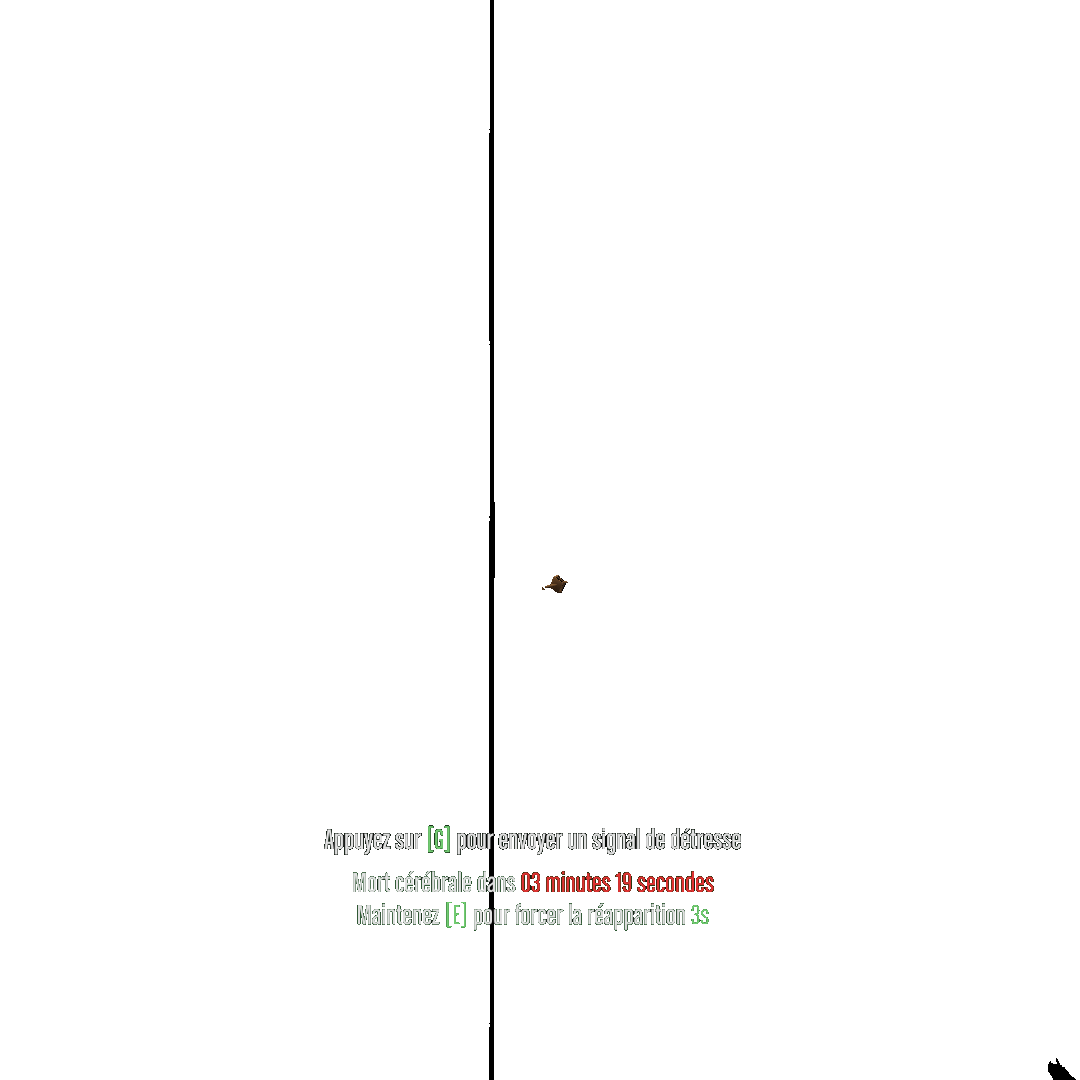 Appuyez sur [G] pour envoyer un signal de détresse
Mort cérébrale dans 03 minutes 19 secondes
Maintenez [E] pour forcer la réapparition 3s